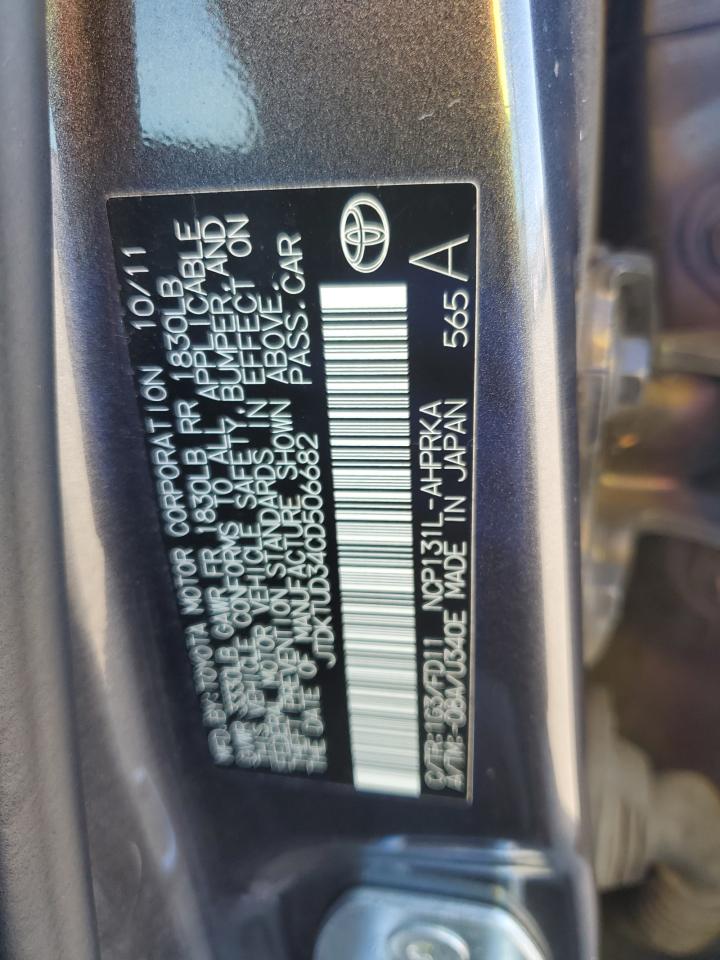 MFD BY: TOYOTA MOTOR CORPORATION 10/11
GVWR 3330LB GAWR FR 1830LB RR 1830LB
THIS VEHICLE CONFORMS TO ALL APPLICABLE
FEDERAL MOTOR VEHICLE SAFETY, BUMPER, AND
THEFT PREVENTION STANDARDS IN EFFECT ON
THE DATE OF MANUFACTURE SHOWN ABOVE.
JTDKTUD34CD506682 PASS. CAR
C/TR: 1G3/FD11 NCP131L-AHPRKA
A/TM: -08A/U340E MADE IN JAPAN 565 A